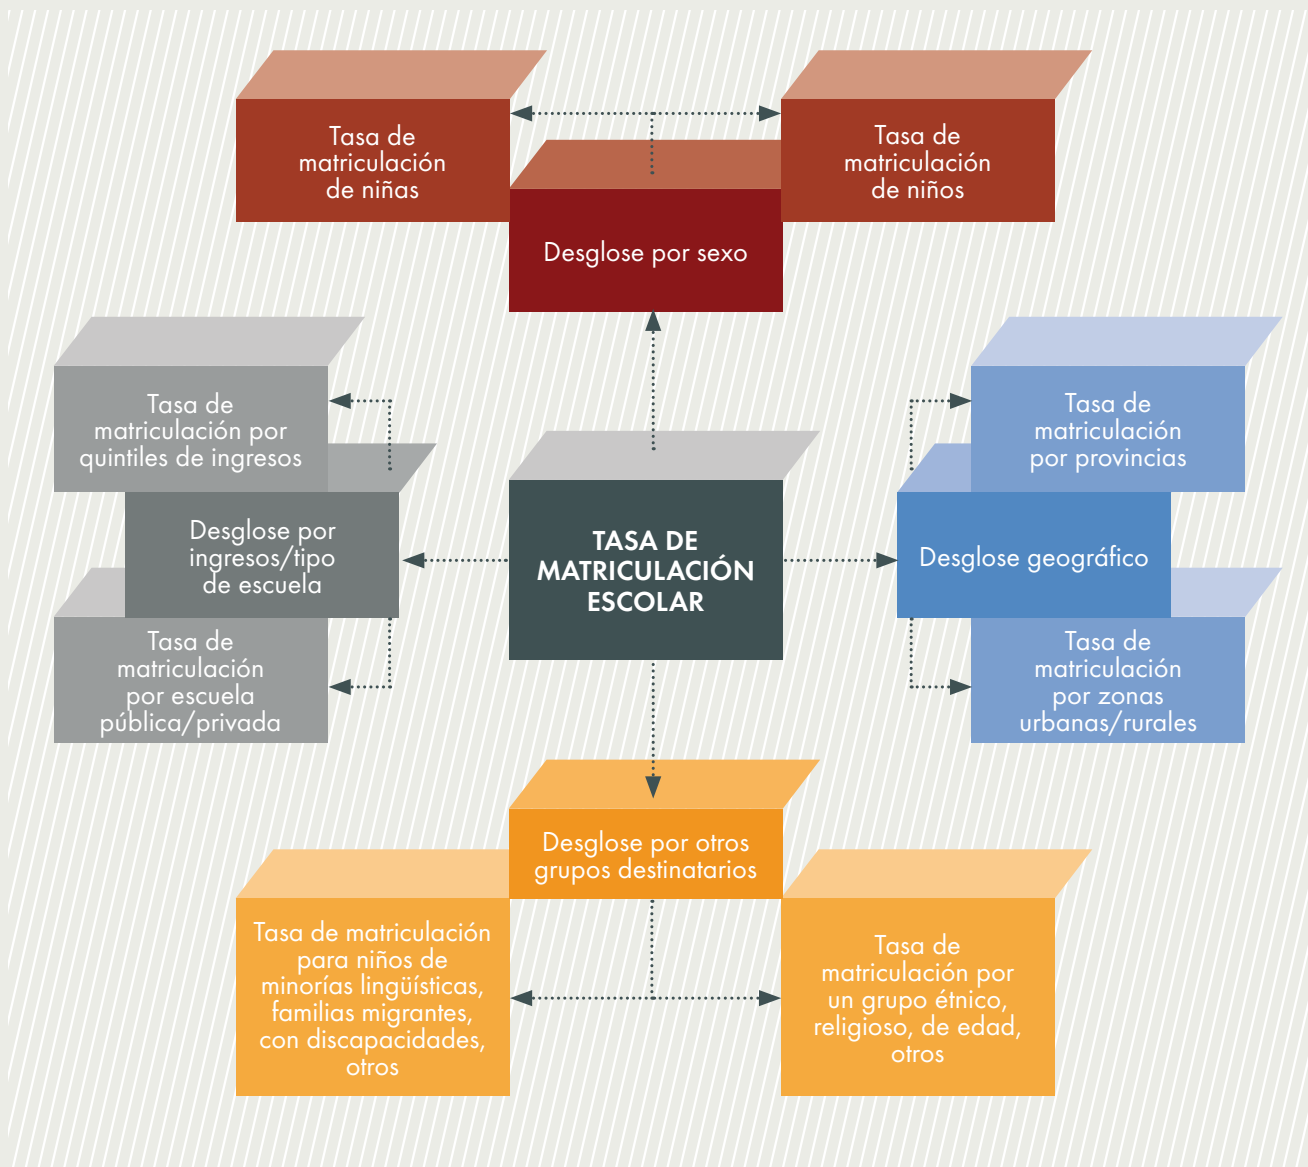 Tasa de
matriculación
de niñas
Tasa de
matriculación
de niños
Desglose por sexo
Tasa de
matriculación por
quintiles de ingresos
Desglose por
ingresos/tipo
de escuela
Tasa de
matriculación
por escuela
pública/privada
TASA DE
MATRICULACIÓN
ESCOLAR
Tasa de
matriculación
por provincias
Desglose geográfico
Tasa de
matriculación
por zonas
urbanas/rurales
Desglose por otros
grupos destinatarios
Tasa de matriculación
para niños de
minorías lingüísticas,
familias migrantes,
con discapacidades,
otros
Tasa de
matriculación por
un grupo étnico,
religioso, de edad,
otros